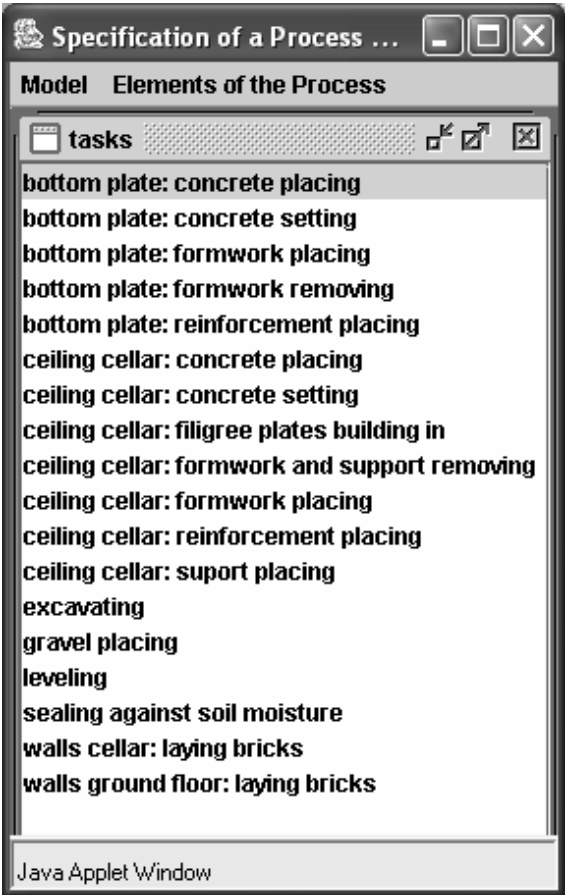 Specification of a Process ...
Model Elements of the Process
tasks
bottom plate: concrete placing
bottom plate: concrete setting
bottom plate: formwork placing
bottom plate: formwork removing
bottom plate: reinforcement placing
ceiling cellar: concrete placing
ceiling cellar: concrete setting
ceiling cellar: filigree plates building in
ceiling cellar: formwork and support removing
ceiling cellar: formwork placing
ceiling cellar: reinforcement placing
ceiling cellar: suport placing
excavating
gravel placing
leveling
sealing against soil moisture
walls cellar: laying bricks
walls ground floor: laying bricks
Java Applet Window